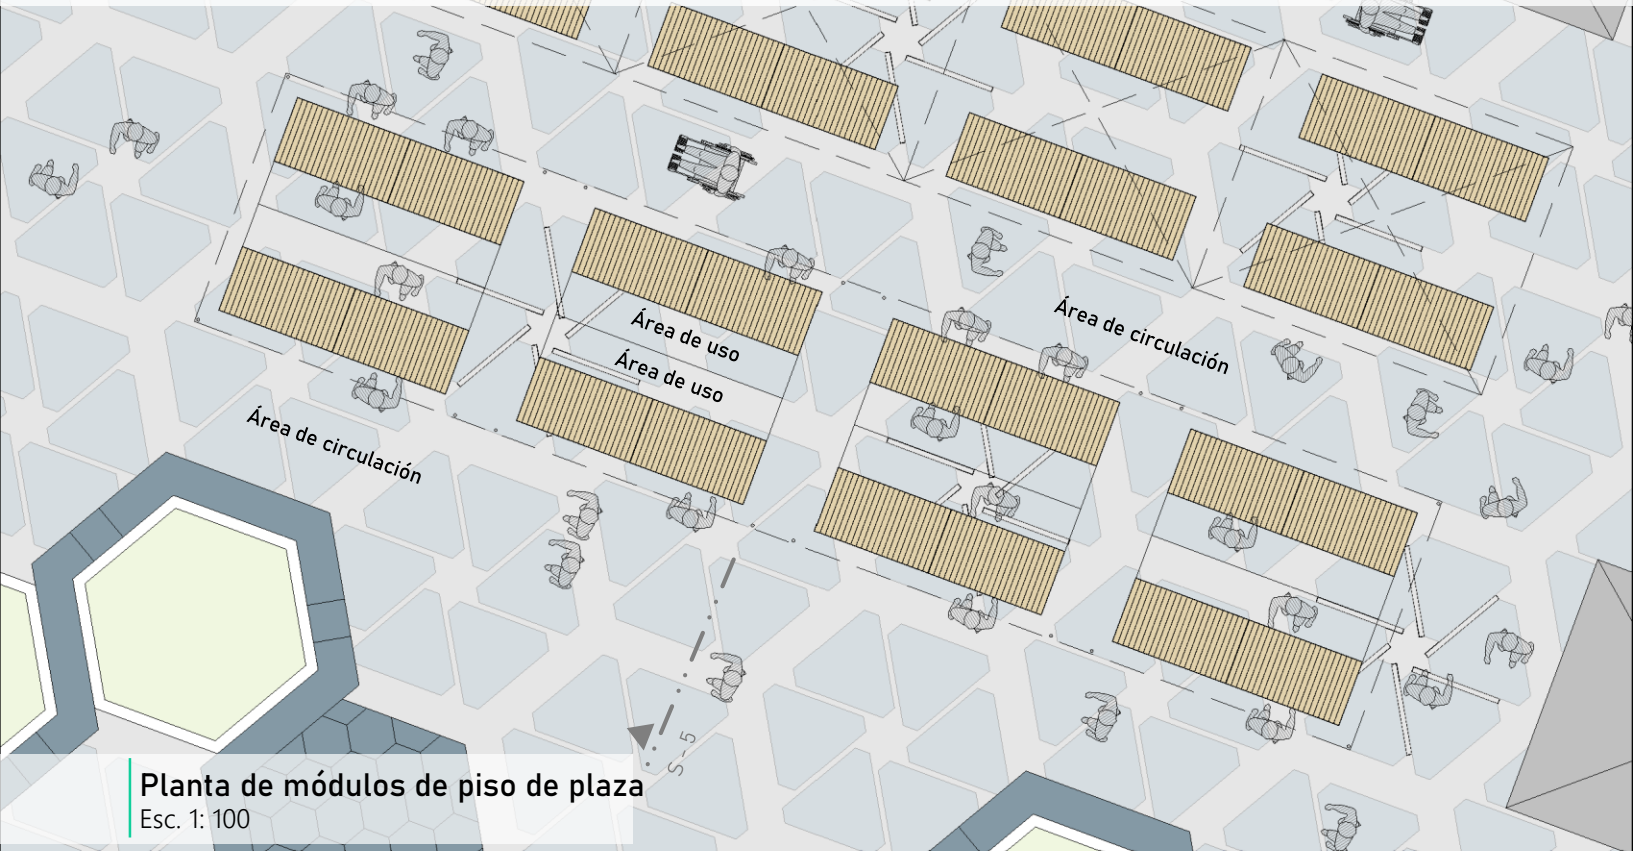 Área de circulación
Área de uso
Área de uso
Área de circulación
S - 5
Planta de módulos de piso de plaza
Esc. 1: 100